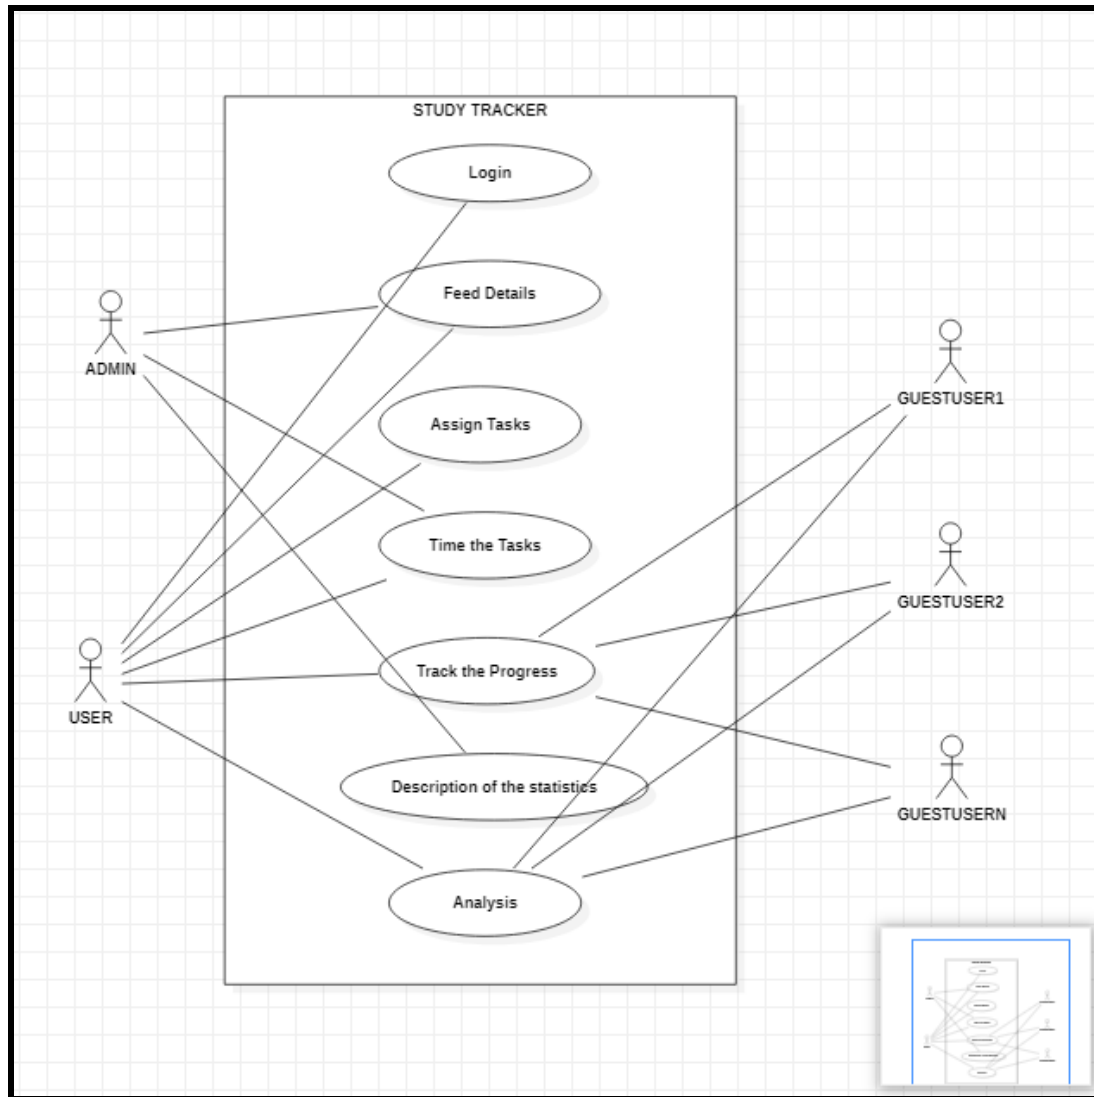 STUDY TRACKER
Login
Feed Details
ADMIN
GUESTUSER1
Assign Tasks
Time the Tasks
GUESTUSER2
Track the Progress
USER
Description of the statistics
GUESTUSERN
Analysis